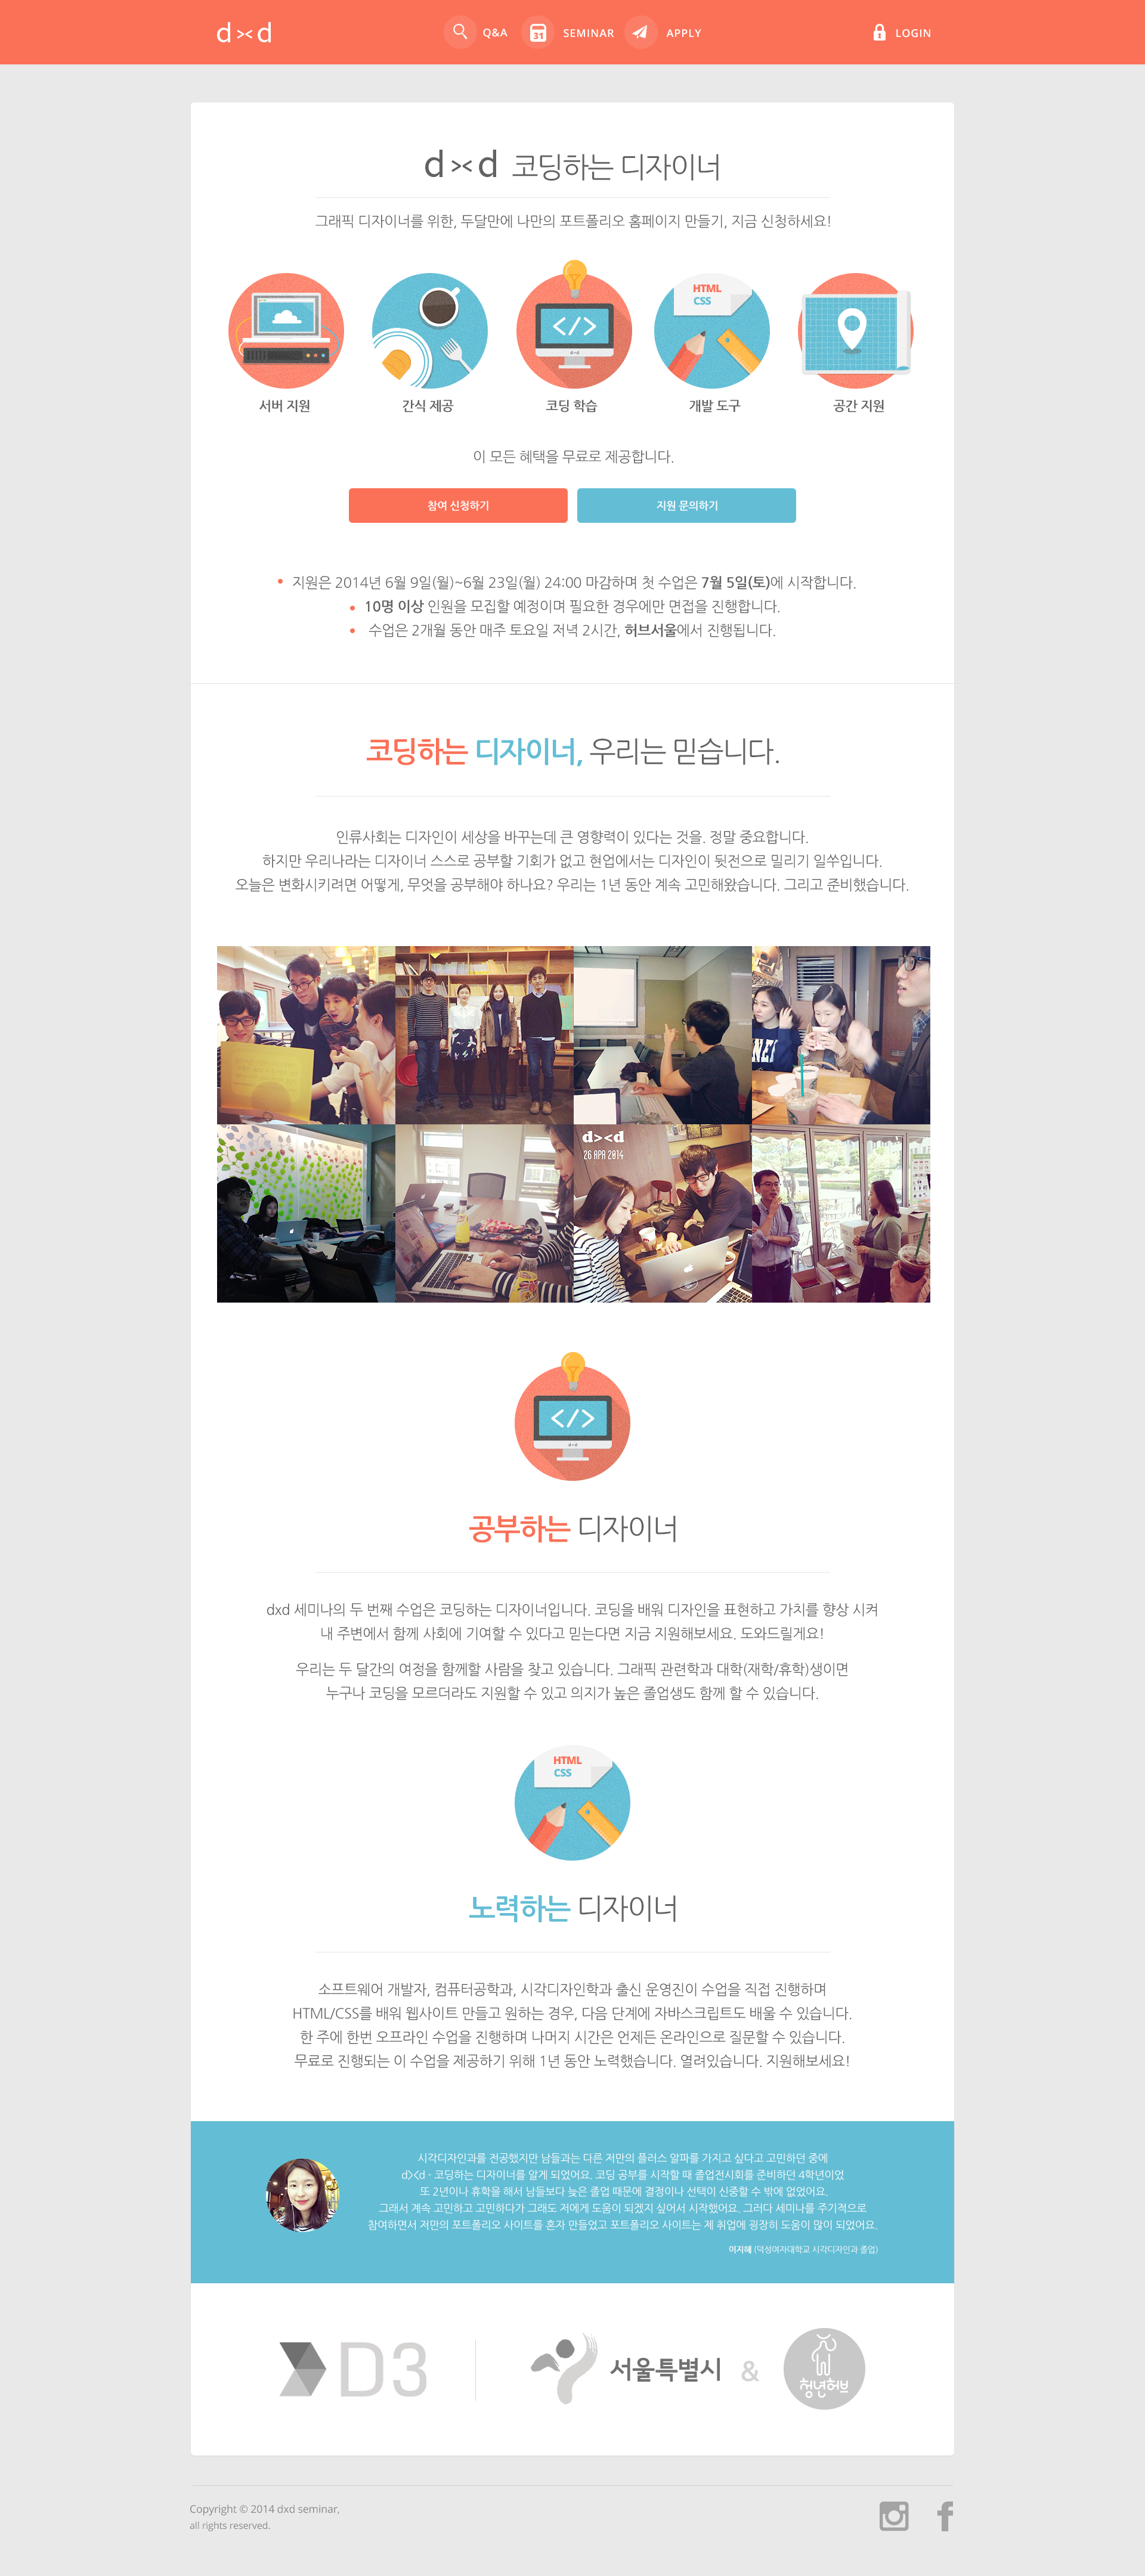 d><d
Q&A
31
SEMINAR
APPLY
LOGIN
d><d 코딩하는 디자이너
그래픽 디자이너를 위한, 두달만에 나만의 포트폴리오 홈페이지 만들기, 지금 신청하세요!
</>
d><d
HTML
CSS
서버 지원
간식 제공
코딩 학습
개발 도구
공간 지원
이 모든 혜택을 무료로 제공합니다.
참여 신청하기
지원 문의하기
지원은 2014년 6월 9일(월)~6월 23일(월) 24:00 마감하며 첫 수업은 7월 5일(토)에 시작합니다.
10명 이상 인원을 모집할 예정이며 필요한 경우에만 면접을 진행합니다.
수업은 2개월 동안 매주 토요일 저녁 2시간, 허브서울에서 진행됩니다.
코딩하는 디자이너, 우리는 믿습니다.
인류사회는 디자인이 세상을 바꾸는데 큰 영향력이 있다는 것을. 정말 중요합니다.
하지만 우리나라는 디자이너 스스로 공부할 기회가 없고 현업에서는 디자인이 뒷전으로 밀리기 일쑤입니다.
오늘은 변화시키려면 어떻게, 무엇을 공부해야 하나요? 우리는 1년 동안 계속 고민해왔습니다. 그리고 준비했습니다.
d><d
26 APR 2014
</>
d><d
공부하는 디자이너
dxd 세미나의 두 번째 수업은 코딩하는 디자이너입니다. 코딩을 배워 디자인을 표현하고 가치를 향상 시켜
내 주변에서 함께 사회에 기여할 수 있다고 믿는다면 지금 지원해보세요. 도와드릴게요!
우리는 두 달간의 여정을 함께할 사람을 찾고 있습니다. 그래픽 관련학과 대학(재학/휴학)생이면
누구나 코딩을 모르더라도 지원할 수 있고 의지가 높은 졸업생도 함께 할 수 있습니다.
HTML
CSS
노력하는 디자이너
소프트웨어 개발자, 컴퓨터공학과, 시각디자인학과 출신 운영진이 수업을 직접 진행하며
HTML/CSS를 배워 웹사이트 만들고 원하는 경우, 다음 단계에 자바스크립트도 배울 수 있습니다.
한 주에 한번 오프라인 수업을 진행하며 나머지 시간은 언제든 온라인으로 질문할 수 있습니다.
무료로 진행되는 이 수업을 제공하기 위해 1년 동안 노력했습니다. 열려있습니다. 지원해보세요!
시각디자인과를 전공했지만 남들과는 다른 저만의 플러스 알파를 가지고 싶다고 고민하던 중에
d><d - 코딩하는 디자이너를 알게 되었어요. 코딩 공부를 시작할 때 졸업전시회를 준비하던 4학년이었
또 2년이나 휴학을 해서 남들보다 늦은 졸업 때문에 결정이나 선택이 신중할 수 밖에 없었어요.
그래서 계속 고민하고 고민하다가 그래도 저에게 도움이 되겠지 싶어서 시작했어요. 그러다 세미나를 주기적으로
참여하면서 저만의 포트폴리오 사이트를 혼자 만들었고 포트폴리오 사이트는 제 취업에 굉장히 도움이 많이 되었어요.
이지혜 (덕성여자대학교 시각디자인과 졸업)
D3
서울특별시
&
청년허브
Copyright © 2014 dxd seminar,
all rights reserved.